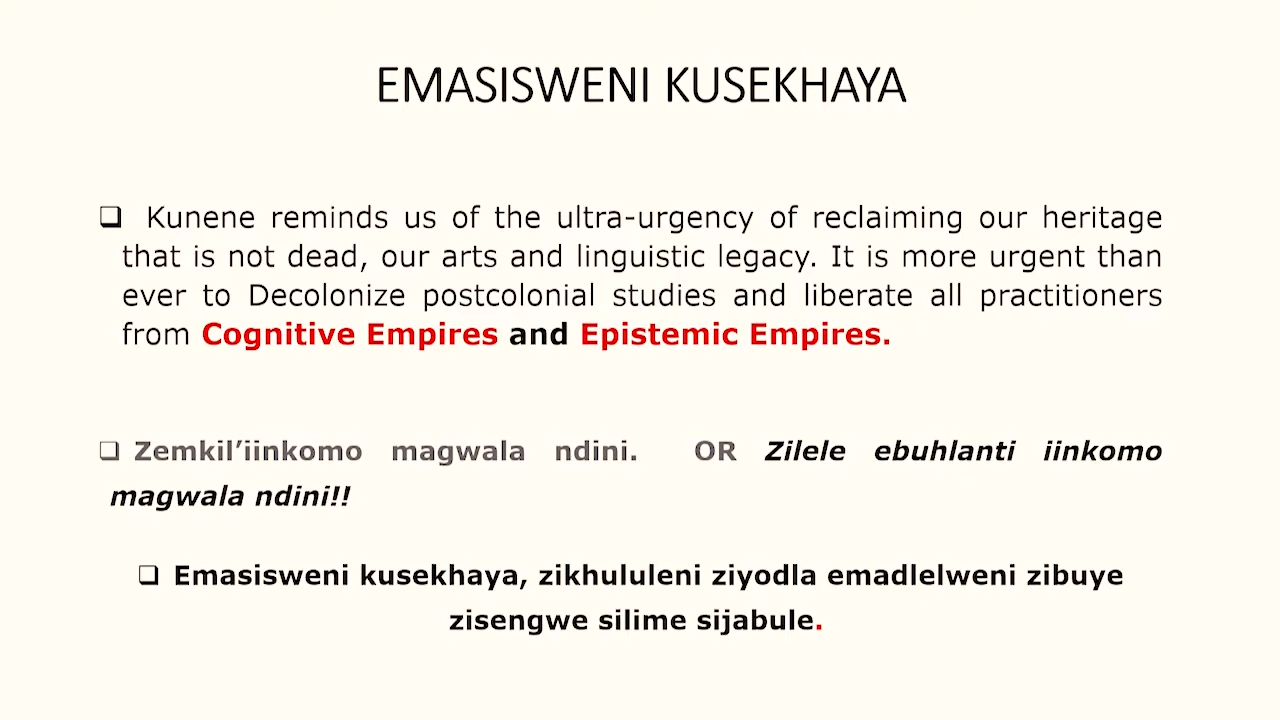 EMASISWENI KUSEKHAYA
❑ Kunene reminds us of the ultra-urgency of reclaiming our heritage
that is not dead, our arts and linguistic legacy. It is more urgent than
ever to Decolonize postcolonial studies and liberate all practitioners
from Cognitive Empires and Epistemic Empires.
❑ Zemkil’iinkomo magwala ndini. OR Zilele ebuhlanti iinkomo
magwala ndini!!
❑ Emasisweni kusekhaya, zikhululeni ziyodla emadlelweni zibuye
zisengwe silime sijabule.